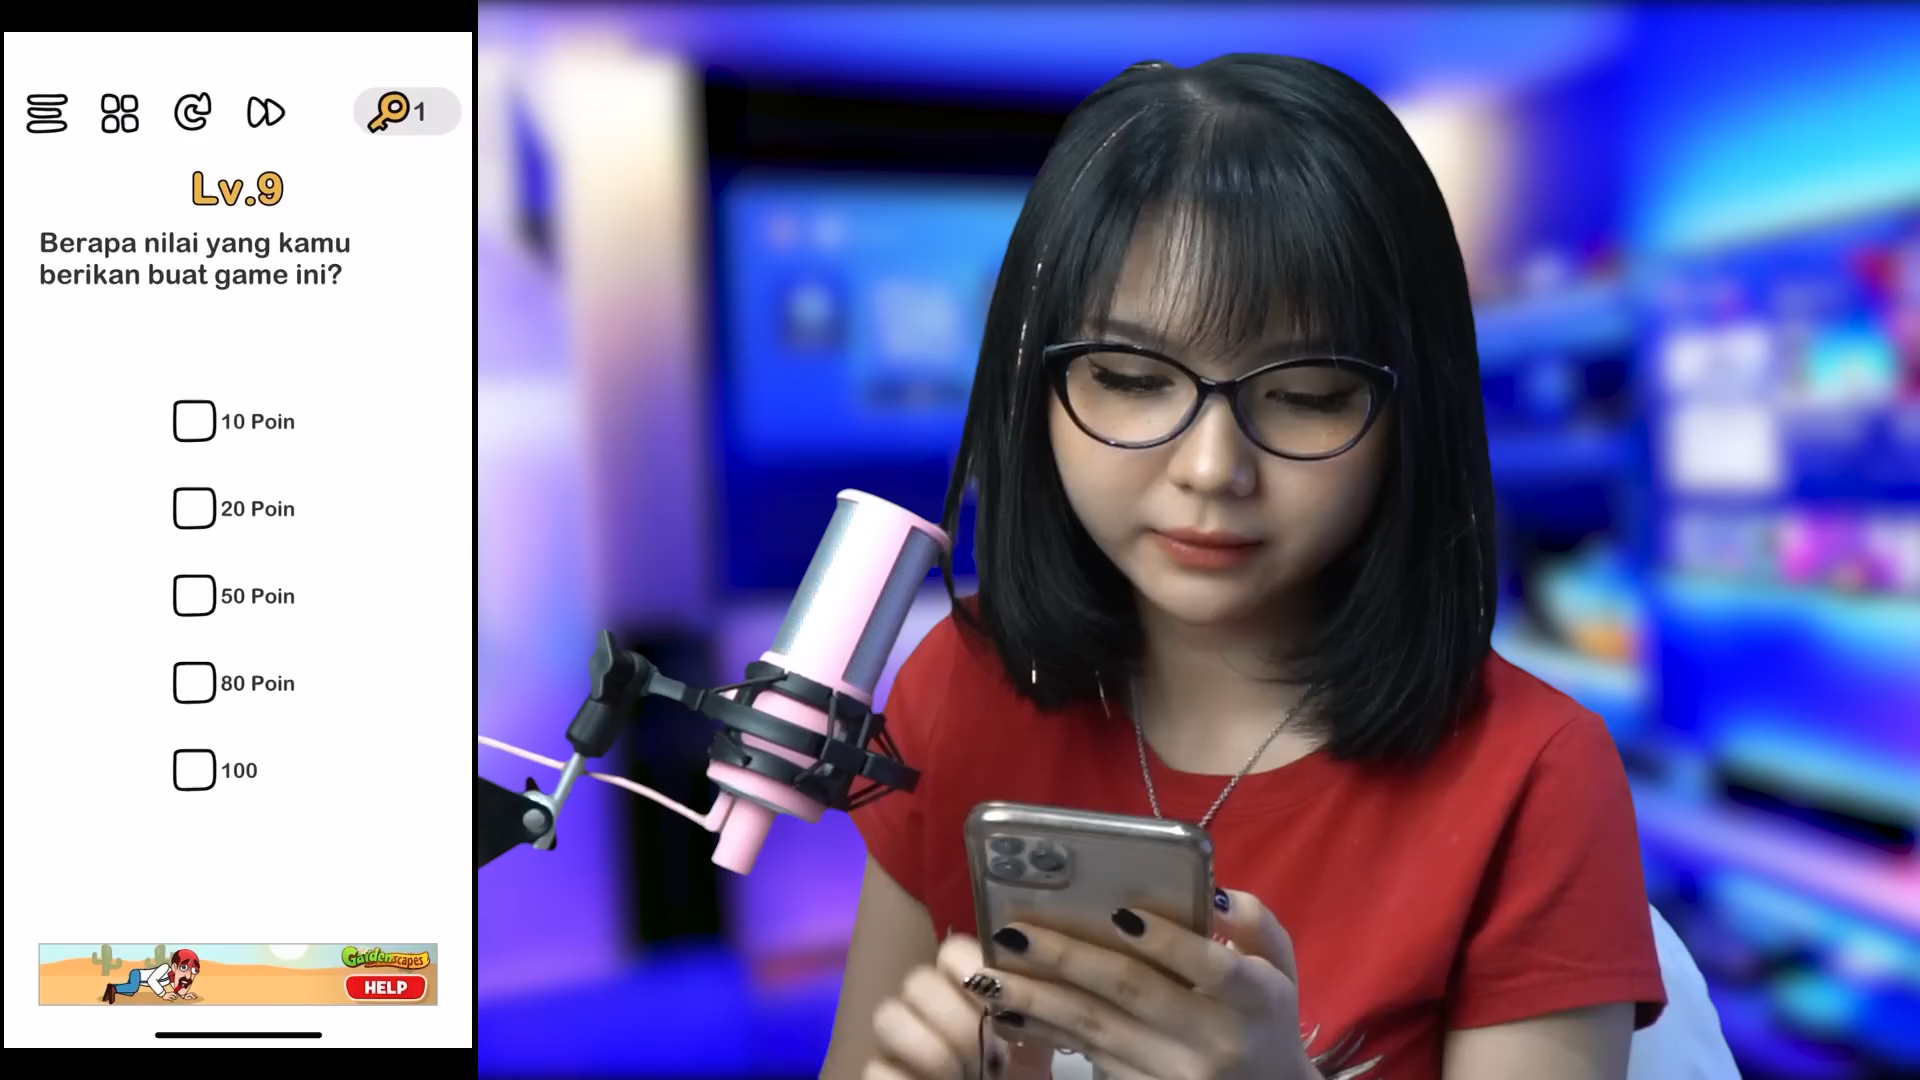 1
Lv.9
Berapa nilai yang kamu
berikan buat game ini?
10 Poin
20 Poin
50 Poin
80 Poin
100
Gardenscapes
HELP